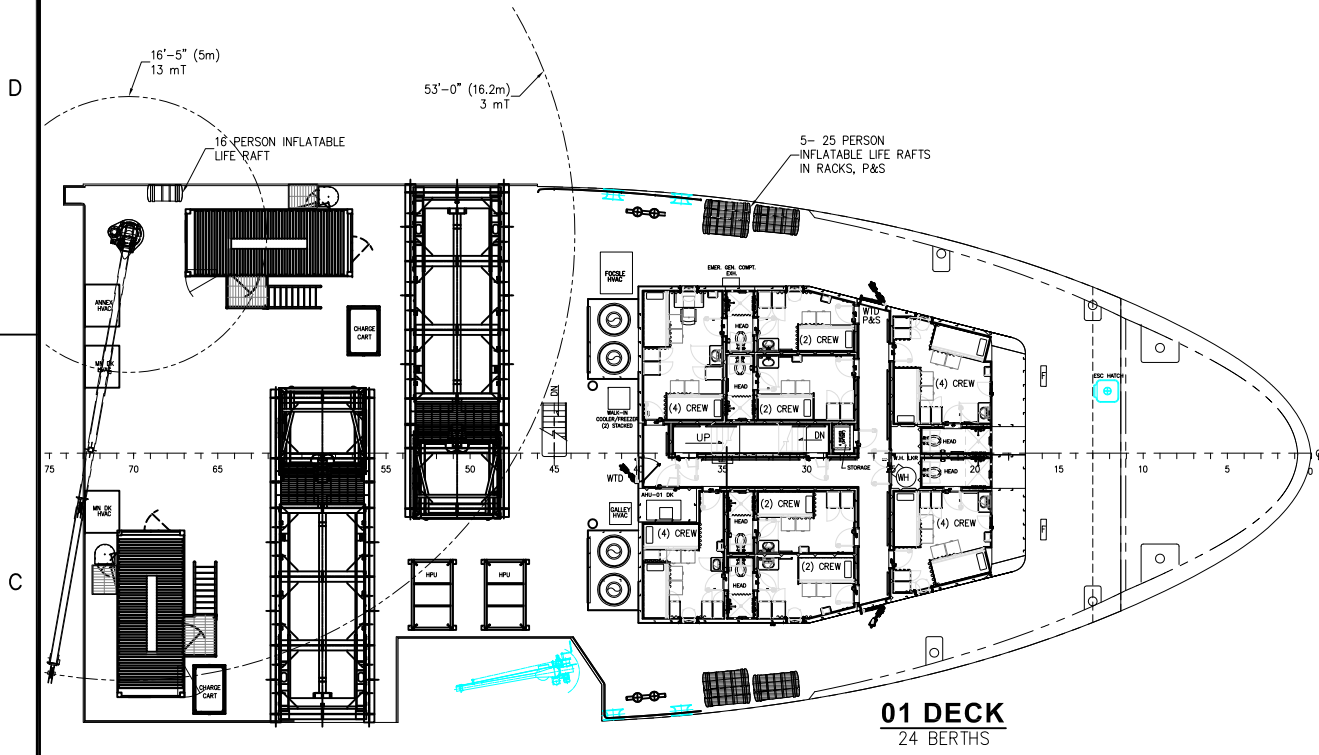 D
16'-5" (5m)
13 mT
53'-0" (16.2m)
3 mT
16 PERSON INFLATABLE
LIFE RAFT
5- 25 PERSON
INFLATABLE LIFE RAFTS
IN RACKS, P&S
FOCSLE
HVAC
EMER. GEN. COMPT.
EXH.
ANNEX
HVAC
WTD
P&S
CHARGE
CART
HEAD
(2) CREW
MN DK
HVAC
HEAD
(4) CREW
F
ESC HATCH
DN
WALK-IN
COOLER/FREEZER
(2) STACKED
(4) CREW
(2) CREW
UP
DN
HEAD
75
70
65
55
50
45
40
35
30
25
20
15
10
5
0
STORAGE
W.H. LKR
WTD
WH
HEAD
AHU-01 DK
MN DK
HVAC
GALLEY
HVAC
(2) CREW
HEAD
(4) CREW
(4) CREW
F
HPU
HPU
HEAD
(2) CREW
C
CHARGE
CART
01 DECK
24 BERTHS